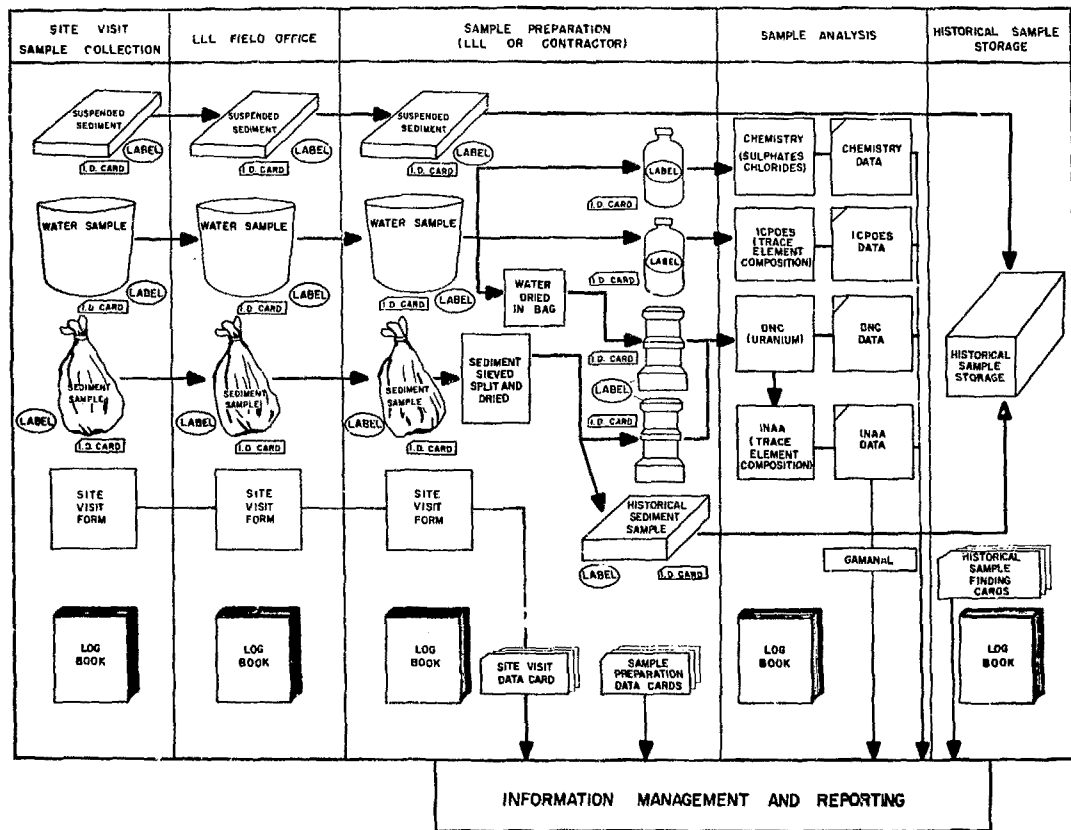 SITE VISIT
SAMPLE COLLECTION
LLL FIELD OFFICE
SAMPLE PREPARATION
(LLL OR CONTRACTOR)
SAMPLE ANALYSIS
HISTORICAL SAMPLE
STORAGE
SUSPENDED
SEDIMENT
LABEL
I.D. CARD
SUSPENDED
SEDIMENT
LABEL
I.D. CARD
SUSPENDED
SEDIMENT
LABEL
I.D. CARD
LABEL
I.D. CARD
CHEMISTRY
(SULPHATES
CHLORIDES)
CHEMISTRY
DATA
WATER SAMPLE
LABEL
I.D. CARD
WATER SAMPLE
LABEL
I.D. CARD
WATER SAMPLE
I.D. CARD
LABEL
LABEL
I.D. CARD
ICPOES
(TRACE
ELEMENT
COMPOSITION)
ICPOES
DATA
WATER
DRIED
IN BAG
I.D. CARD
LABEL
I.D. CARD
DNC
(URANIUM)
DNC
DATA
HISTORICAL
SAMPLE
STORAGE
SEDIMENT
SAMPLE
LABEL
I.D. CARD
SEDIMENT
SAMPLE
LABEL
I.D. CARD
SEDIMENT
SAMPLE
LABEL
I.D. CARD
SEDIMENT
SIEVED
SPLIT AND
DRIED
INAA
(TRACE
ELEMENT
COMPOSITION)
INAA
DATA
SITE
VISIT
FORM
SITE
VISIT
FORM
SITE
VISIT
FORM
HISTORICAL
SEDIMENT
SAMPLE
LABEL
I.D. CARD
GAMANAL
HISTORICAL
SAMPLE
FINDING
CARDS
LOG
BOOK
LOG
BOOK
LOG
BOOK
SITE VISIT
DATA CARD
SAMPLE
PREPARATION
DATA CARDS
LOG
BOOK
LOG
BOOK
INFORMATION MANAGEMENT AND REPORTING